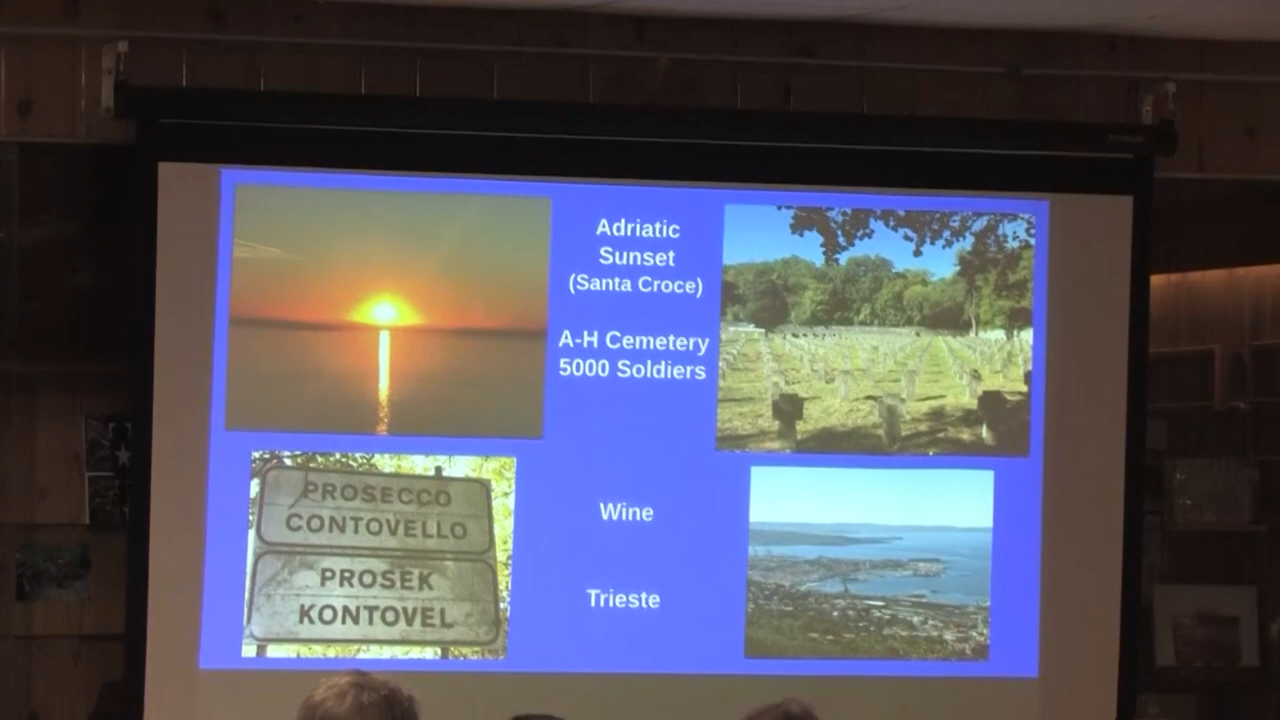 Adriatic
Sunset
(Santa Croce)
A-H Cemetery
5000 Soldiers
PROSECCO
CONTOVELLO
PROSEK
KONTOVEL
Wine
Trieste